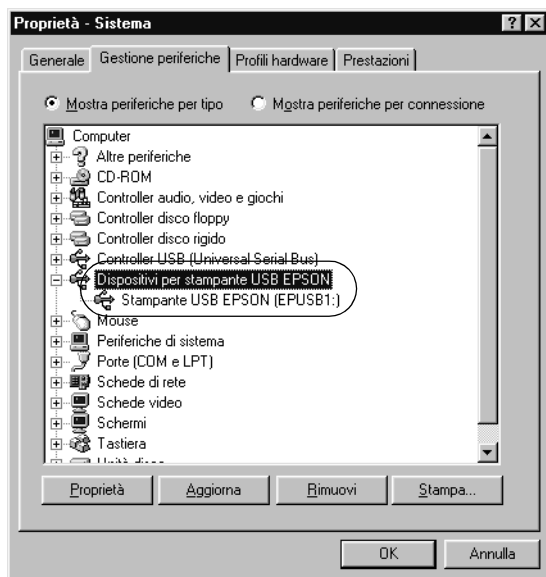 Proprietà - Sistema
Generale Gestione periferiche Profili hardware Prestazioni
Mostra periferiche per tipo Mostra periferiche per connessione
Computer
Altre periferiche
CD-ROM
Controller audio, video e giochi
Controller disco floppy
Controller disco rigido
Controller USB (Universal Serial Bus)
Dispositivi per stampante USB EPSON
Stampante USB EPSON (EPUSB1:)
Mouse
Periferiche di sistema
Porte (COM e LPT)
Schede di rete
Schede video
Schermi
Tastiera
Unità disco
Proprietà Aggiorna Rimuovi Stampa...
OK Annulla